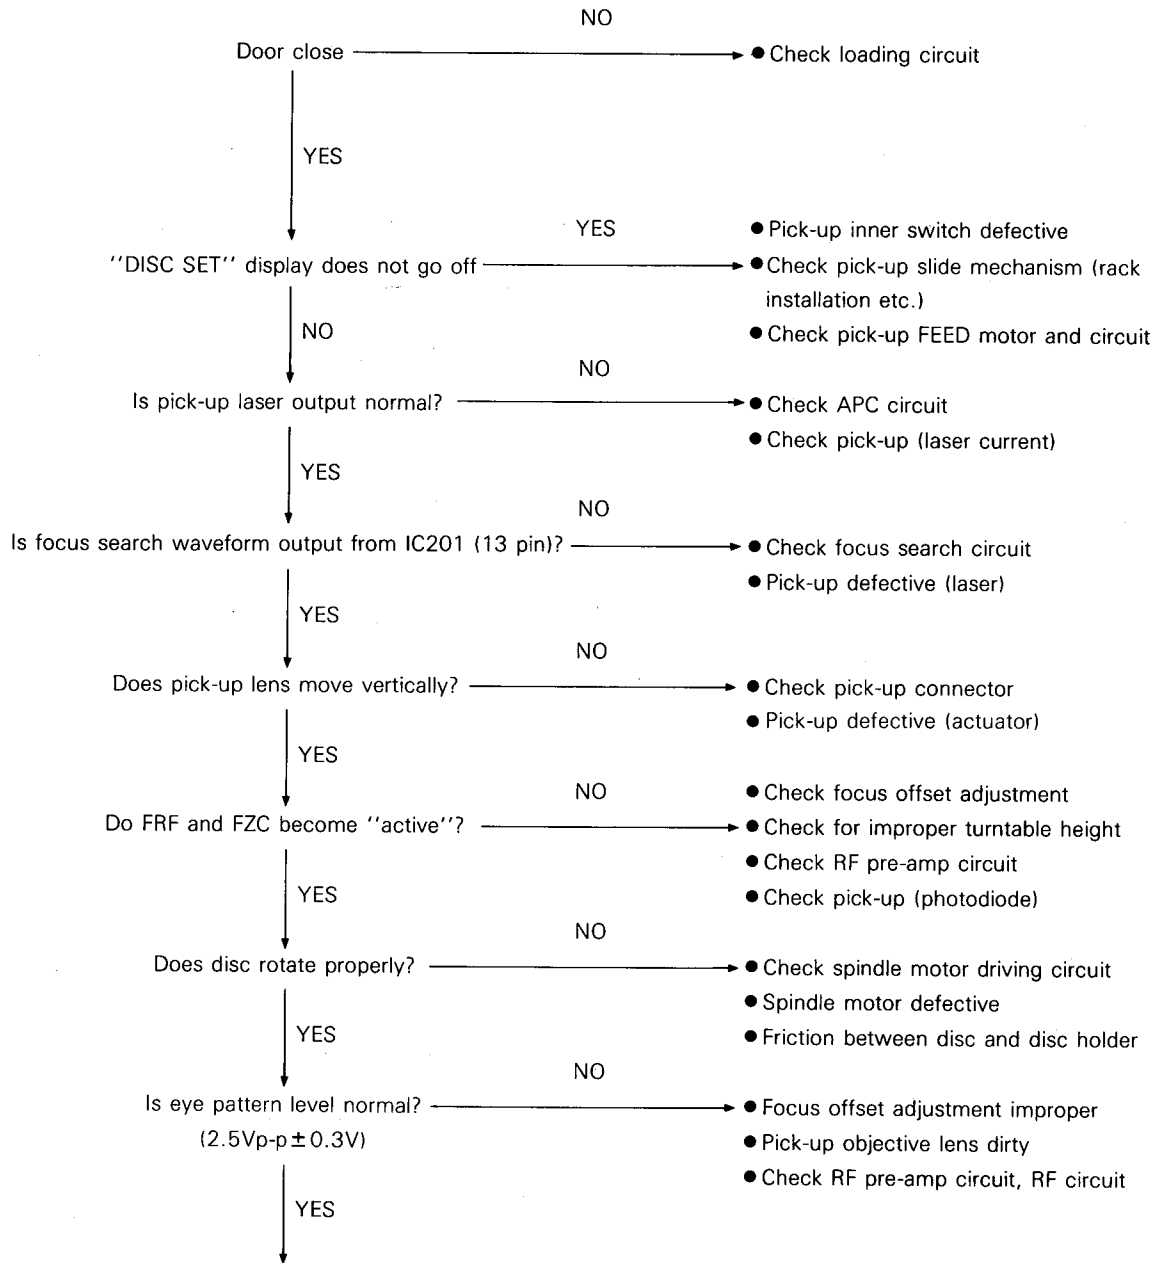 NO
Door close
● Check loading circuit
YES
YES
● Pick-up inner switch defective
''DISC SET'' display does not go off
● Check pick-up slide mechanism (rack
installation etc.)
NO
● Check pick-up FEED motor and circuit
NO
Is pick-up laser output normal?
● Check APC circuit
● Check pick-up (laser current)
YES
NO
Is focus search waveform output from IC201 (13 pin)?
● Check focus search circuit
● Pick-up defective (laser)
YES
NO
Does pick-up lens move vertically?
● Check pick-up connector
● Pick-up defective (actuator)
YES
NO
● Check focus offset adjustment
Do FRF and FZC become ''active''?
● Check for improper turntable height
● Check RF pre-amp circuit
YES
● Check pick-up (photodiode)
NO
Does disc rotate properly?
● Check spindle motor driving circuit
● Spindle motor defective
YES
● Friction between disc and disc holder
NO
Is eye pattern level normal?
● Focus offset adjustment improper
(2.5Vp-p±0.3V)
● Pick-up objective lens dirty
● Check RF pre-amp circuit, RF circuit
YES